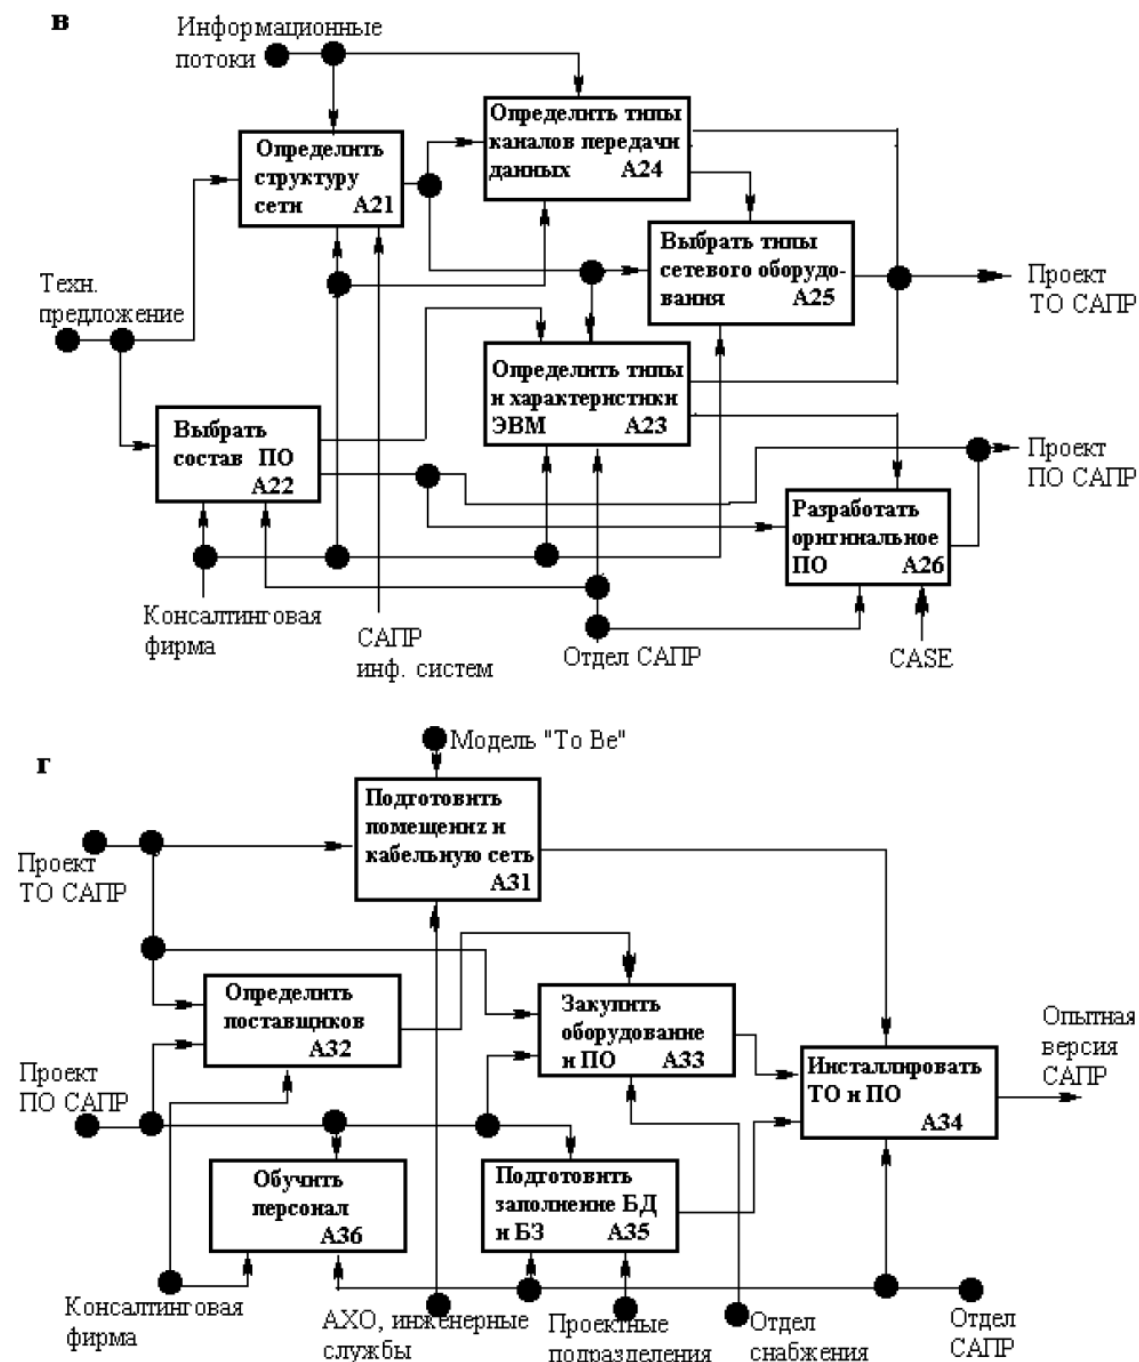 в
Информационные
потоки
Определить типы
каналов передачи
данных А24
Определить
структуру
сети А21
Выбрать типы
сетевого оборудо-
вания А25
Техн.
предложение
Проект
ТО САПР
Определить типы
и характеристики
ЭВМ А23
Выбрать
состав ПО
А22
Проект
ПО САПР
Разработать
оригинальное
ПО А26
Консалтинговая
фирма
САПР
инф. систем
Отдел САПР
CASE
г
Модель "To Be"
Подготовить
помещениz и
кабельную сеть
А31
Проект
ТО САПР
Определить
поставщиков
А32
Закупить
оборудование
и ПО А33
Опытная
версия
САПР
Проект
ПО САПР
Инсталлировать
ТО и ПО
А34
Обучить
персонал
А36
Подготовить
заполнение БД
и БЗ А35
Консалтинговая
фирма
АХО, инженерные
службы
Проектные
подразделения
Отдел
снабжения
Отдел
САПР